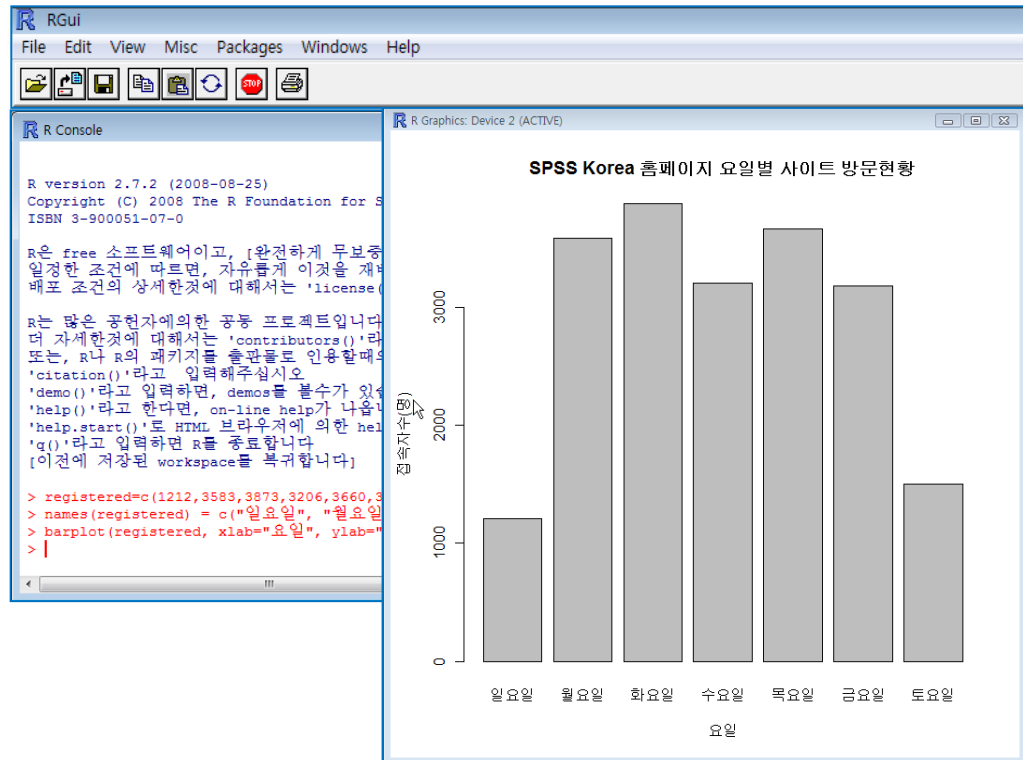 RGui
File Edit View Misc Packages Windows Help
STOP
R Console
R version 2.7.2 (2008-08-25)
Copyright (C) 2008 The R Foundation for S
ISBN 3-900051-07-0
R은 free 소프트웨어이고, [완전하게 무보증
일정한 조건에 따르면, 자유롭게 이것을 재
배포 조건의 상세한것에 대해서는 'license(
R는 많은 공헌자에의한 공동 프로젝트입니다
더 자세한것에 대해서는 'contributors()'라
또는, R나 R의 패키지를 출판물로 인용할때의
'citation()'라고 입력해주십시오
'demo()'라고 입력하면, demos를 볼수가 있
'help()'라고 한다면, on-line help가 나옵
'help.start()'로 HTML 브라우저에 의한 hel
'q()'라고 입력하면 R를 종료합니다
[이전에 저장된 workspace를 복귀합니다]
> registered=c(1212,3583,3873,3206,3660,3
> names(registered) = c("일요일", "월요일
> barplot(registered, xlab="요일", ylab="
>
R Graphics: Device 2 (ACTIVE)
SPSS Korea 홈페이지 요일별 사이트 방문현황
접속자수(명)
3000
2000
1000
0
일요일 월요일 화요일 수요일 목요일 금요일 토요일
요일